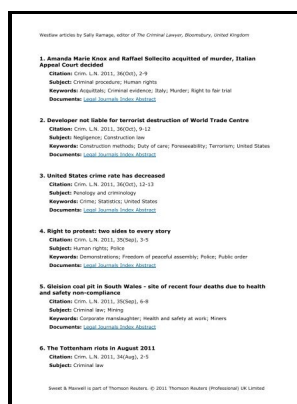 Westlaw articles by Sally Ramage, editor of The Criminal Lawyer, Bloomsbury, United Kingdom
1. Amanda Marie Knox and Raffael Sollecito acquitted of murder, Italian
Appeal Court decided
Citation: Crim. L.N. 2011, 36(Oct), 2-9
Subject: Criminal procedure; Human rights
Keywords: Acquittals; Criminal evidence; Italy; Murder; Right to fair trial
Documents: Legal Journals Index Abstract
2. Developer not liable for terrorist destruction of World Trade Centre
Citation: Crim. L.N. 2011, 36(Oct), 9-12
Subject: Negligence; Construction law
Keywords: Construction methods; Duty of care; Foreseeability; Terrorism; United States
Documents: Legal Journals Index Abstract
3. United States crime rate has decreased
Citation: Crim. L.N. 2011, 36(Oct), 12-13
Subject: Penology and criminology
Keywords: Crime; Statistics; United States
Documents: Legal Journals Index Abstract
4. Right to protest: two sides to every story
Citation: Crim. L.N. 2011, 35(Sep), 3-5
Subject: Human rights; Police
Keywords: Demonstrations; Freedom of peaceful assembly; Police; Public order
Documents: Legal Journals Index Abstract
5. Gleision coal pit in South Wales - site of recent four deaths due to health
and safety non-compliance
Citation: Crim. L.N. 2011, 35(Sep), 6-8
Subject: Criminal law; Mining
Keywords: Corporate manslaughter; Health and safety at work; Miners
Documents: Legal Journals Index Abstract
6. The Tottenham riots in August 2011
Citation: Crim. L.N. 2011, 34(Aug), 2-5
Subject: Criminal law
Sweet & Maxwell is part of Thomson Reuters. © 2011 Thomson Reuters (Professional) UK Limited